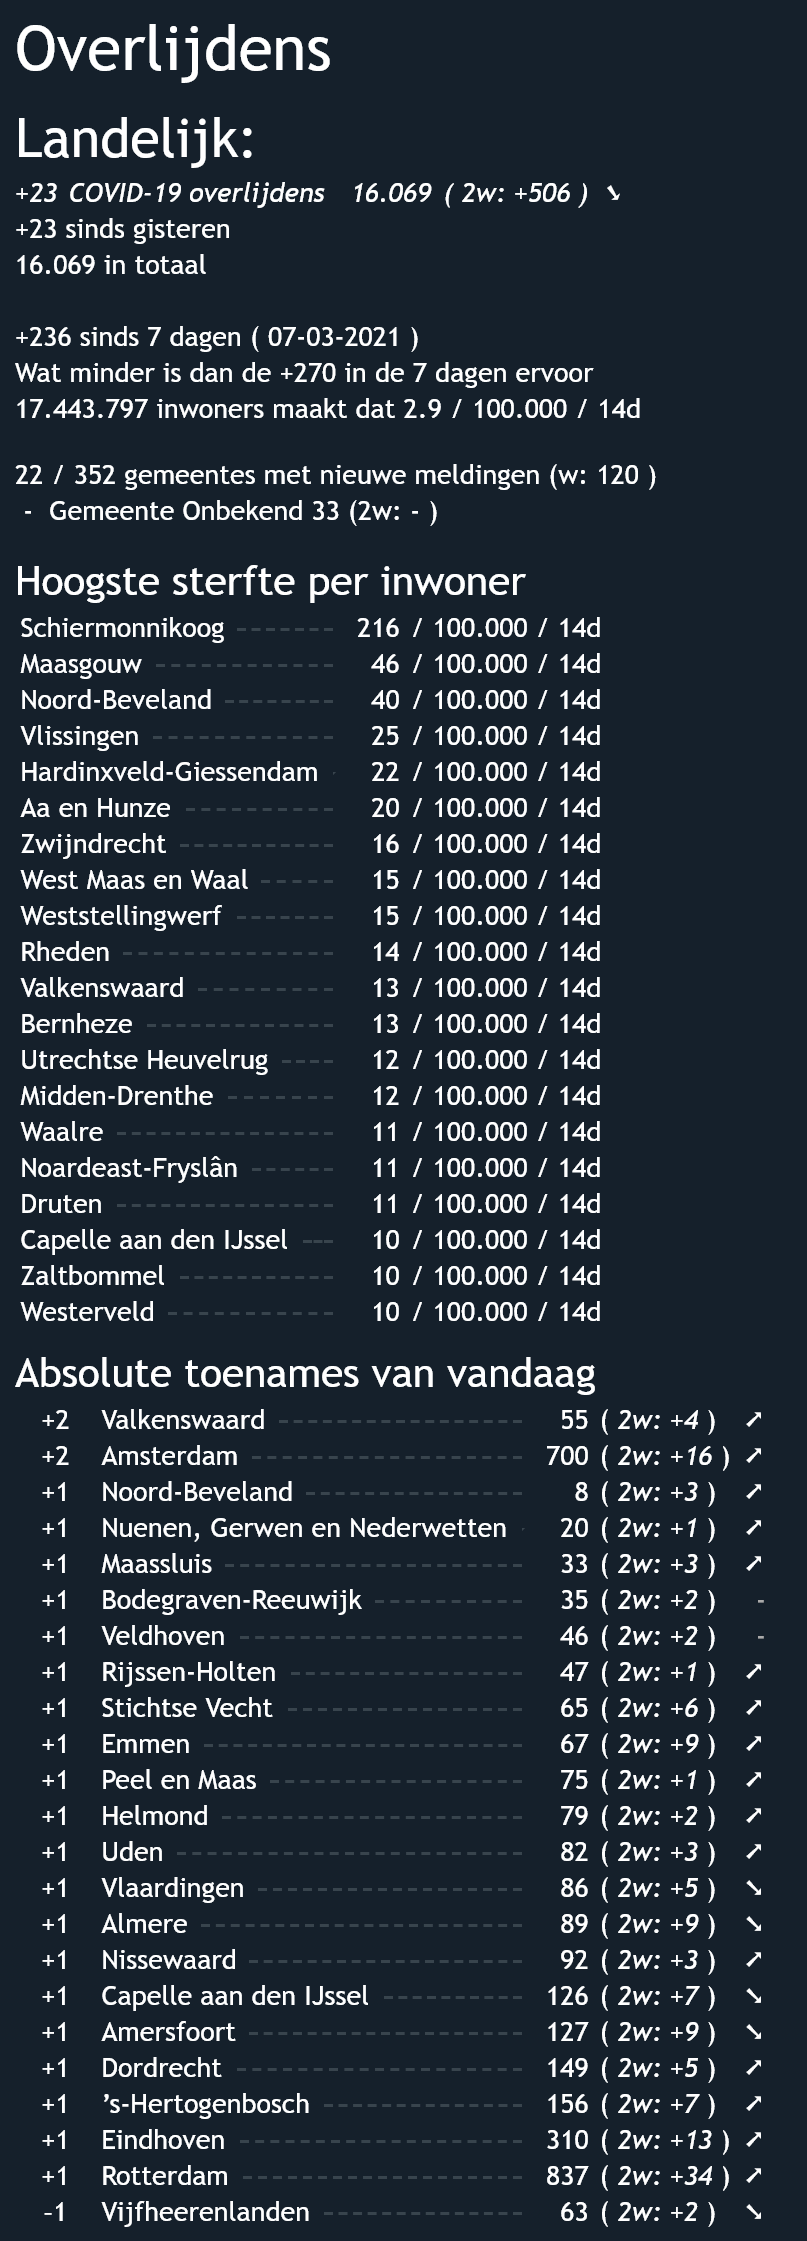 Overlijdens
Landelijk:
+23 COVID-19 overlijdens 16.069 ( 2w: +506 ) ➘
+23 sinds gisteren
16.069 in totaal
+236 sinds 7 dagen ( 07-03-2021 )
Wat minder is dan de +270 in de 7 dagen ervoor
17.443.797 inwoners maakt dat 2.9 / 100.000 / 14d
22 / 352 gemeentes met nieuwe meldingen (w: 120 )
- Gemeente Onbekend 33 (2w: - )
Hoogste sterfte per inwoner
Schiermonnikoog ------- 216 / 100.000 / 14d
Maasgouw ------------ 46 / 100.000 / 14d
Noord-Beveland -------- 40 / 100.000 / 14d
Vlissingen ------------ 25 / 100.000 / 14d
Hardinxveld-Giessendam - 22 / 100.000 / 14d
Aa en Hunze ---------- 20 / 100.000 / 14d
Zwijndrecht ----------- 16 / 100.000 / 14d
West Maas en Waal ----- 15 / 100.000 / 14d
Weststellingwerf ------- 15 / 100.000 / 14d
Rheden -------------- 14 / 100.000 / 14d
Valkenswaard --------- 13 / 100.000 / 14d
Bernheze ------------ 13 / 100.000 / 14d
Utrechtse Heuvelrug ---- 12 / 100.000 / 14d
Midden-Drenthe ------- 12 / 100.000 / 14d
Waalre -------------- 11 / 100.000 / 14d
Noardeast-Fryslân ------ 11 / 100.000 / 14d
Druten -------------- 11 / 100.000 / 14d
Capelle aan den IJssel --- 10 / 100.000 / 14d
Zaltbommel ----------- 10 / 100.000 / 14d
Westerveld ----------- 10 / 100.000 / 14d
Absolute toenames van vandaag
+2 Valkenswaard ---------------- 55 ( 2w: +4 ) ➚
+2 Amsterdam ------------------ 700 ( 2w: +16 ) ➚
+1 Noord-Beveland -------------- 8 ( 2w: +3 ) ➚
+1 Nuenen, Gerwen en Nederwetten - 20 ( 2w: +1 ) ➚
+1 Maassluis ------------------- 33 ( 2w: +3 ) ➚
+1 Bodegraven-Reeuwijk ---------- 35 ( 2w: +2 ) -
+1 Veldhoven ------------------ 46 ( 2w: +2 ) -
+1 Rijssen-Holten --------------- 47 ( 2w: +1 ) ➚
+1 Stichtse Vecht --------------- 65 ( 2w: +6 ) ➚
+1 Emmen --------------------- 67 ( 2w: +9 ) ➚
+1 Peel en Maas ---------------- 75 ( 2w: +1 ) ➚
+1 Helmond ------------------- 79 ( 2w: +2 ) ➚
+1 Uden ----------------------- 82 ( 2w: +3 ) ➚
+1 Vlaardingen ----------------- 86 ( 2w: +5 ) ➘
+1 Almere --------------------- 89 ( 2w: +9 ) ➘
+1 Nissewaard ------------------ 92 ( 2w: +3 ) ➚
+1 Capelle aan den IJssel --------- 126 ( 2w: +7 ) ➘
+1 Amersfoort ------------------ 127 ( 2w: +9 ) ➘
+1 Dordrecht ------------------ 149 ( 2w: +5 ) ➚
+1 ’s-Hertogenbosch ------------- 156 ( 2w: +7 ) ➚
+1 Eindhoven ------------------ 310 ( 2w: +13 ) ➚
+1 Rotterdam ------------------ 837 ( 2w: +34 ) ➚
-1 Vijfheerenlanden ------------- 63 ( 2w: +2 ) ➘